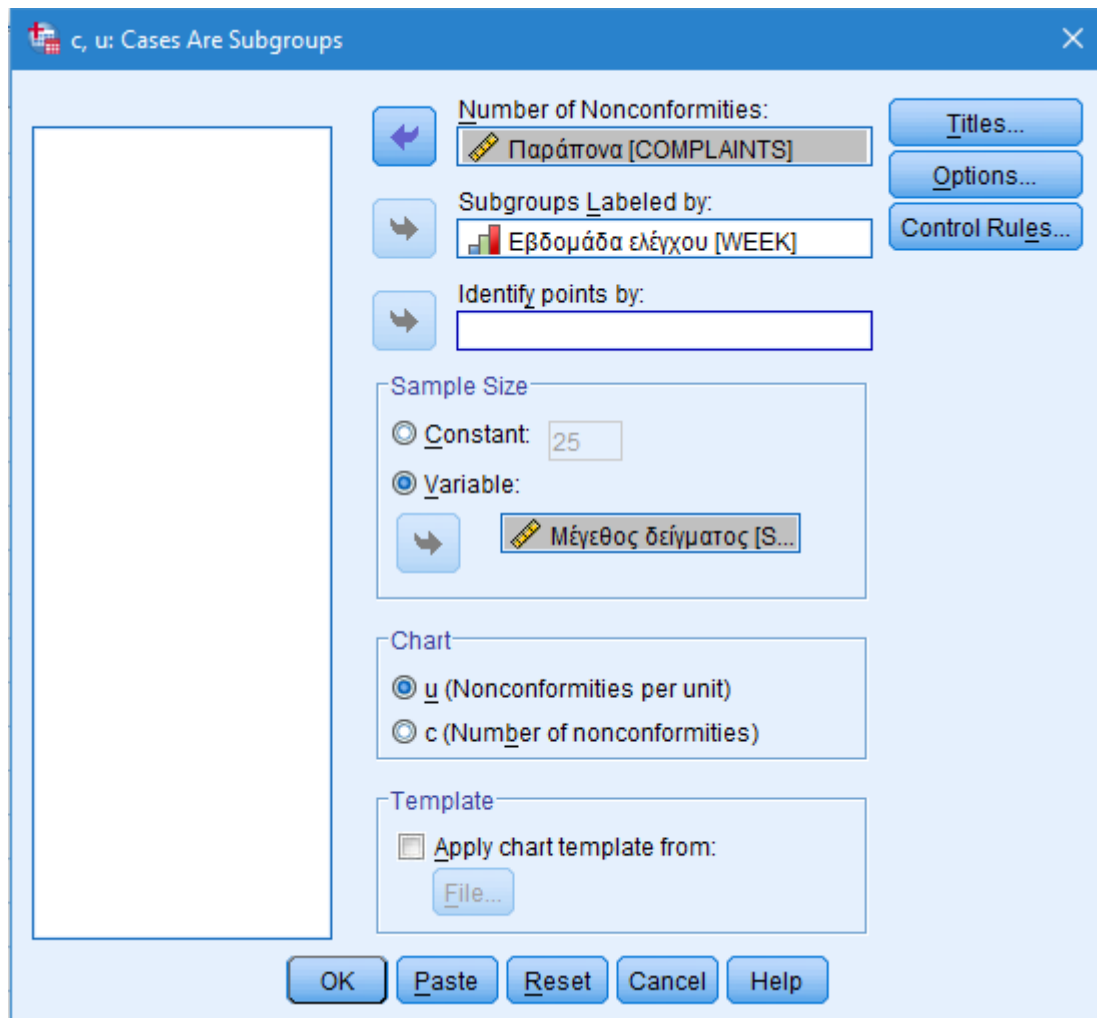 c, u: Cases Are Subgroups
Number of Nonconformities:
Παράπονα [COMPLAINTS]
Titles...
Options...
Control Rules...
Subgroups Labeled by:
Εβδομάδα ελέγχου [WEEK]
Identify points by:
Sample Size
Constant: 25
Variable:
Μέγεθος δείγματος [S...
Chart
u (Nonconformities per unit)
c (Number of nonconformities)
Template
Apply chart template from:
File...
OK Paste Reset Cancel Help